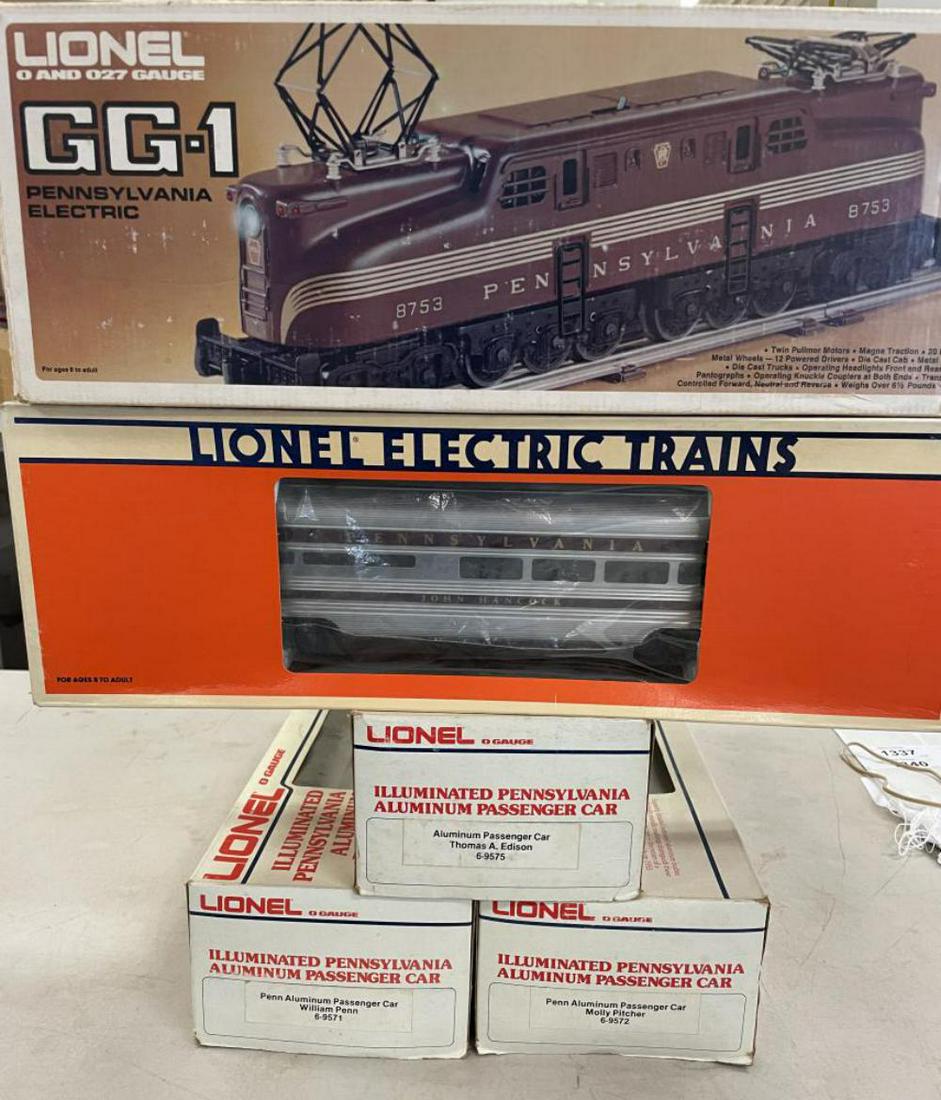 LIONEL
O AND 027 GAUGE
GG-1
PENNSYLVANIA
ELECTRIC
8753
PENNSYLVANIA
8753
For ages 8 to adult
• Twin Pullmor Motors • Magne Traction • 20
Metal Wheels — 12 Powered Drivers • Die Cast Cab • Metal
• Die Cast Trucks • Operating Headlights Front and Rear
Pantographs • Operating Knuckle Couplers at Both Ends •
Controlled Forward, Neutral and Reverse • Weighs Over 6½ Pounds
LIONEL® ELECTRIC TRAINS
PENNSYLVANIA
JOHN HANCOCK
FOR AGES 8 TO ADULT
1337
LIONEL O GAUGE
ILLUMINATED PENNSYLVANIA
ALUMINUM PASSENGER CAR
Aluminum Passenger Car
Thomas A. Edison
6-9575
LIONEL O GAUGE
ILLUMINATED
PENNSYLVANIA
LIONEL O GAUGE
ILLUMINATED PENNSYLVANIA
ALUMINUM PASSENGER CAR
Penn Aluminum Passenger Car
William Penn
6-9571
LIONEL O GAUGE
ILLUMINATED PENNSYLVANIA
ALUMINUM PASSENGER CAR
Penn Aluminum Passenger Car
Molly Pitcher
6-9572